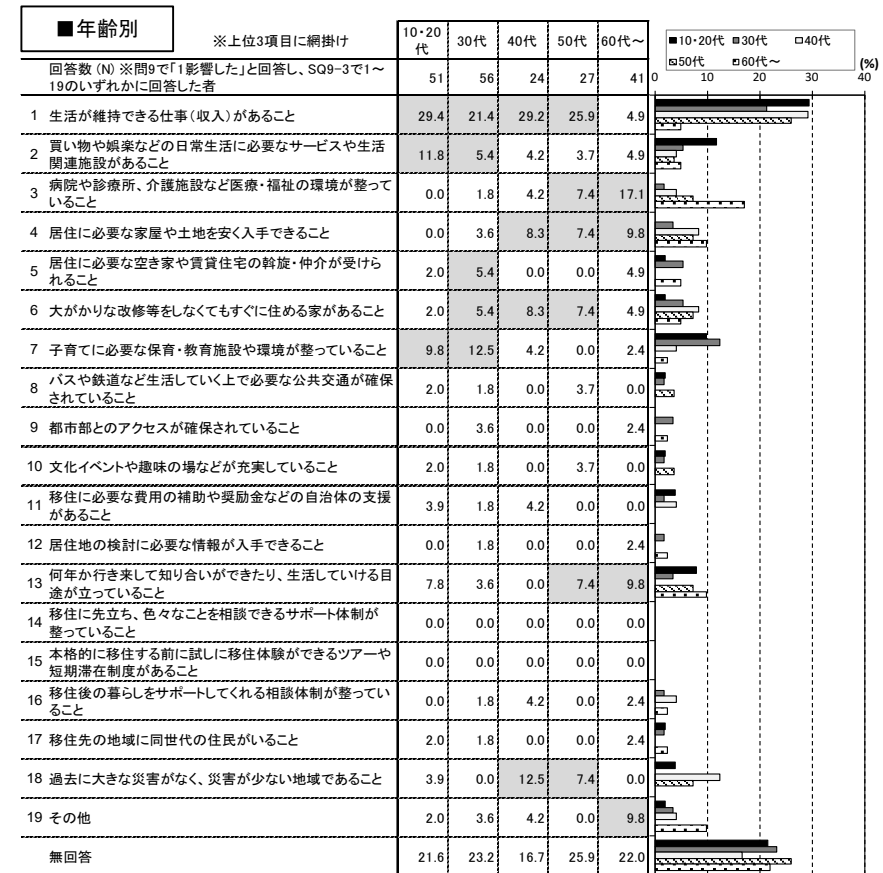 ■年齢別
※上位3項目に網掛け
10・20
代
30代
40代
50代
60代～
■10・20代 ■30代 □40代
50代 60代～
回答数(N) ※問9で「1影響した」と回答し、SQ9-3で1～
19のいずれかに回答した者
51 56 24 27 41
0 10 20 30 40
(%)
1 生活が維持できる仕事(収入)があること 29.4 21.4 29.2 25.9 4.9
2 買い物や娯楽などの日常生活に必要なサービスや生活
関連施設があること 11.8 5.4 4.2 3.7 4.9
3 病院や診療所、介護施設など医療・福祉の環境が整って
いること 0.0 1.8 4.2 7.4 17.1
4 居住に必要な家屋や土地を安く入手できること 0.0 3.6 8.3 7.4 9.8
5 居住に必要な空き家や賃貸住宅の斡旋・仲介が受けら
れること 2.0 5.4 0.0 0.0 4.9
6 大がかりな改修等をしなくてもすぐに住める家があること 2.0 5.4 8.3 7.4 4.9
7 子育てに必要な保育・教育施設や環境が整っていること 9.8 12.5 4.2 0.0 2.4
8 バスや鉄道など生活していく上で必要な公共交通が確保
されていること 2.0 1.8 0.0 3.7 0.0
9 都市部とのアクセスが確保されていること 0.0 3.6 0.0 0.0 2.4
10 文化イベントや趣味の場などが充実していること 2.0 1.8 0.0 3.7 0.0
11 移住に必要な費用の補助や奨励金などの自治体の支援
があること 3.9 1.8 4.2 0.0 0.0
12 居住地の検討に必要な情報が入手できること 0.0 1.8 0.0 0.0 2.4
13 何年か行き来して知り合いができたり、生活していける目
途が立っていること 7.8 3.6 0.0 7.4 9.8
14 移住に先立ち、色々なことを相談できるサポート体制が
整っていること 0.0 0.0 0.0 0.0 0.0
15 本格的に移住する前に試しに移住体験ができるツアーや
短期滞在制度があること 0.0 0.0 0.0 0.0 0.0
16 移住後の暮らしをサポートしてくれる相談体制が整ってい
ること 0.0 1.8 4.2 0.0 2.4
17 移住先の地域に同世代の住民がいること 2.0 1.8 0.0 0.0 2.4
18 過去に大きな災害がなく、災害が少ない地域であること 3.9 0.0 12.5 7.4 0.0
19 その他 2.0 3.6 4.2 0.0 9.8
無回答 21.6 23.2 16.7 25.9 22.0